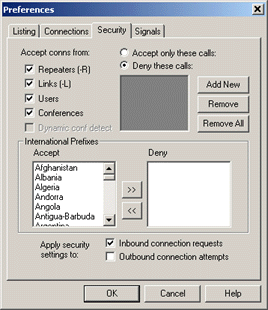 Preferences
Listing Connections Security Signals
Accept conns from:
Repeaters (-R)
Links (-L)
Users
Conferences
Dynamic conf detect
Accept only these calls:
Deny these calls:
Add New
Remove
Remove All
International Prefixes
Accept
Deny
Afghanistan
Albania
Algeria
Andorra
Angola
Antigua-Barbuda
Argentina
>>
<<
Apply security
settings to:
Inbound connection requests
Outbound connection attempts
OK Cancel Help